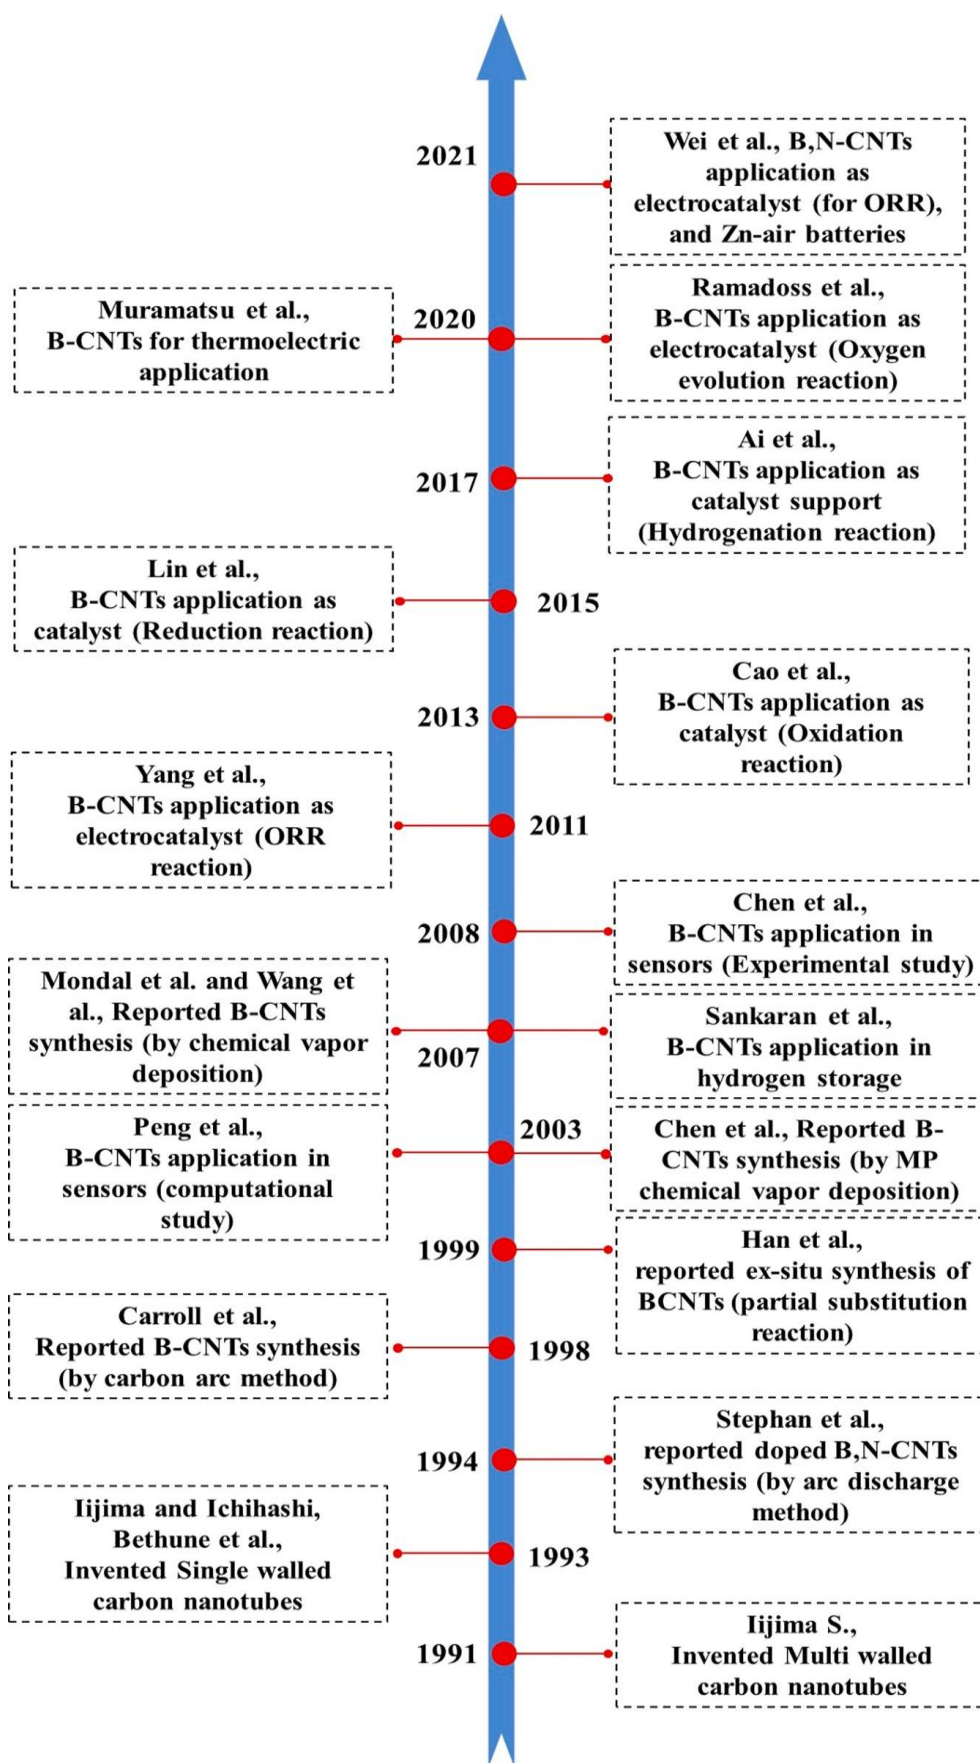 2021
Wei et al., B,N-CNTs
application as
electrocatalyst (for ORR),
and Zn-air batteries
Muramatsu et al.,
B-CNTs for thermoelectric
application
2020
Ramadoss et al.,
B-CNTs application as
electrocatalyst (Oxygen
evolution reaction)
2017
Ai et al.,
B-CNTs application as
catalyst support
(Hydrogenation reaction)
Lin et al.,
B-CNTs application as
catalyst (Reduction reaction)
2015
2013
Cao et al.,
B-CNTs application as
catalyst (Oxidation
reaction)
Yang et al.,
B-CNTs application as
electrocatalyst (ORR
reaction)
2011
2008
Chen et al.,
B-CNTs application in
sensors (Experimental study)
Mondal et al. and Wang et
al., Reported B-CNTs
synthesis (by chemical vapor
deposition)
2007
Sankaran et al.,
B-CNTs application in
hydrogen storage
Peng et al.,
B-CNTs application in
sensors (computational
study)
2003
Chen et al., Reported B-
CNTs synthesis (by MP
chemical vapor deposition)
1999
Han et al.,
reported ex-situ synthesis of
BCNTs (partial substitution
reaction)
Carroll et al.,
Reported B-CNTs synthesis
(by carbon arc method)
1998
1994
Stephan et al.,
reported doped B,N-CNTs
synthesis (by arc discharge
method)
Iijima and Ichihashi,
Bethune et al.,
Invented Single walled
carbon nanotubes
1993
1991
Iijima S.,
Invented Multi walled
carbon nanotubes